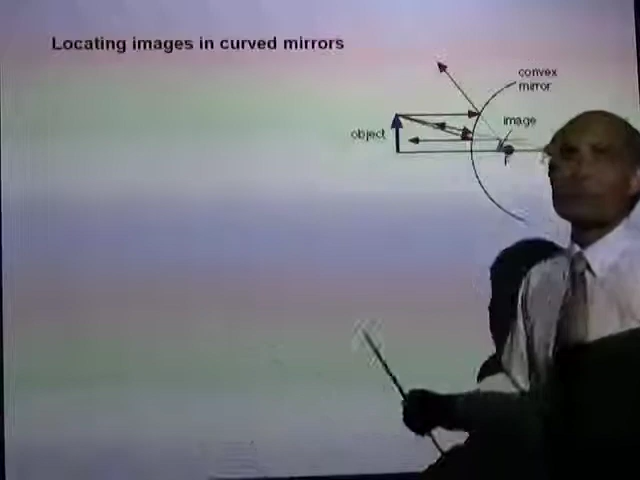 Locating images in curved mirrors
convex
mirror
image
object
F